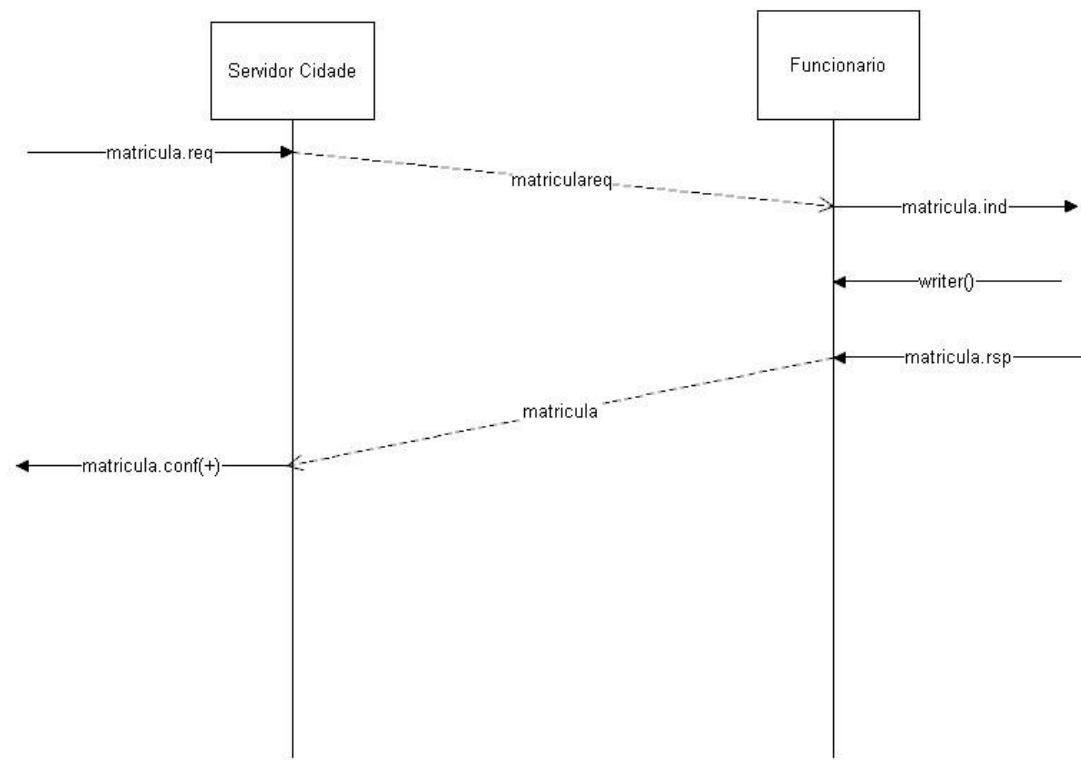 Servidor Cidade
Funcionario
matricula.req
matriculareq
matricula.ind
writer()
matricula.rsp
matricula
matricula.conf(+)